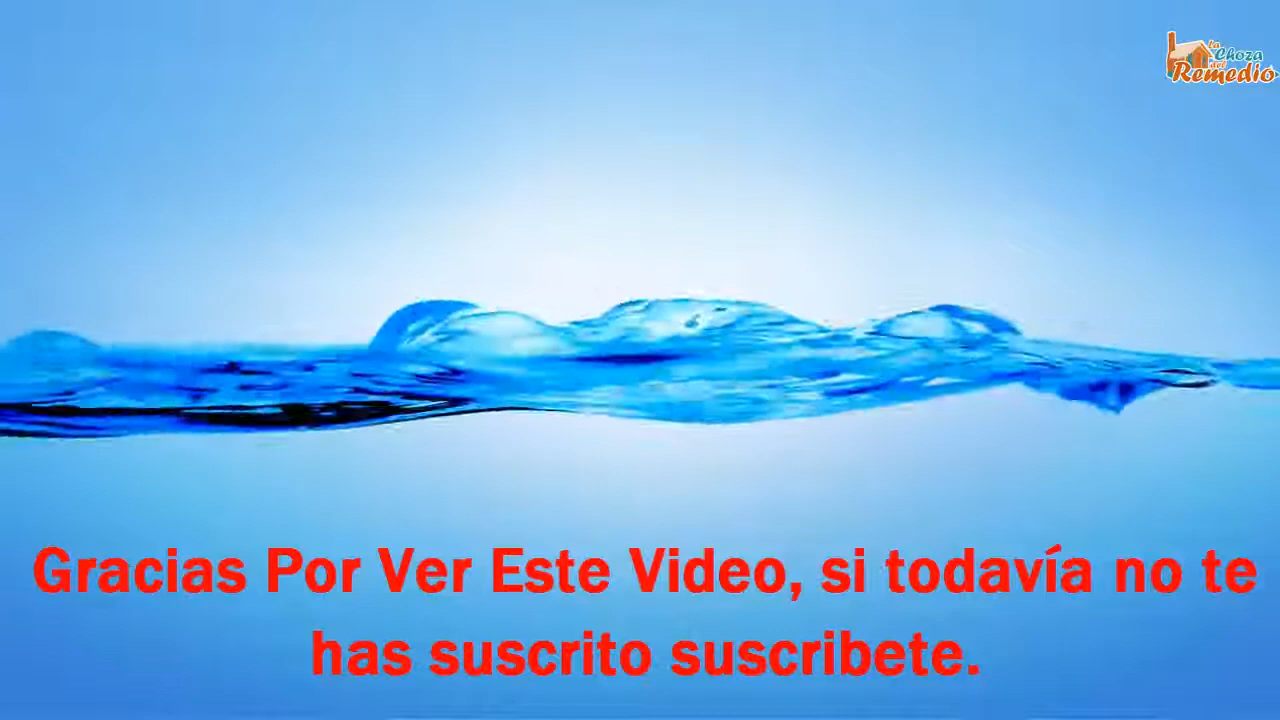 La
Choza
del
Remedio
Gracias Por Ver Este Video, si todavía no te
has suscrito suscribete.